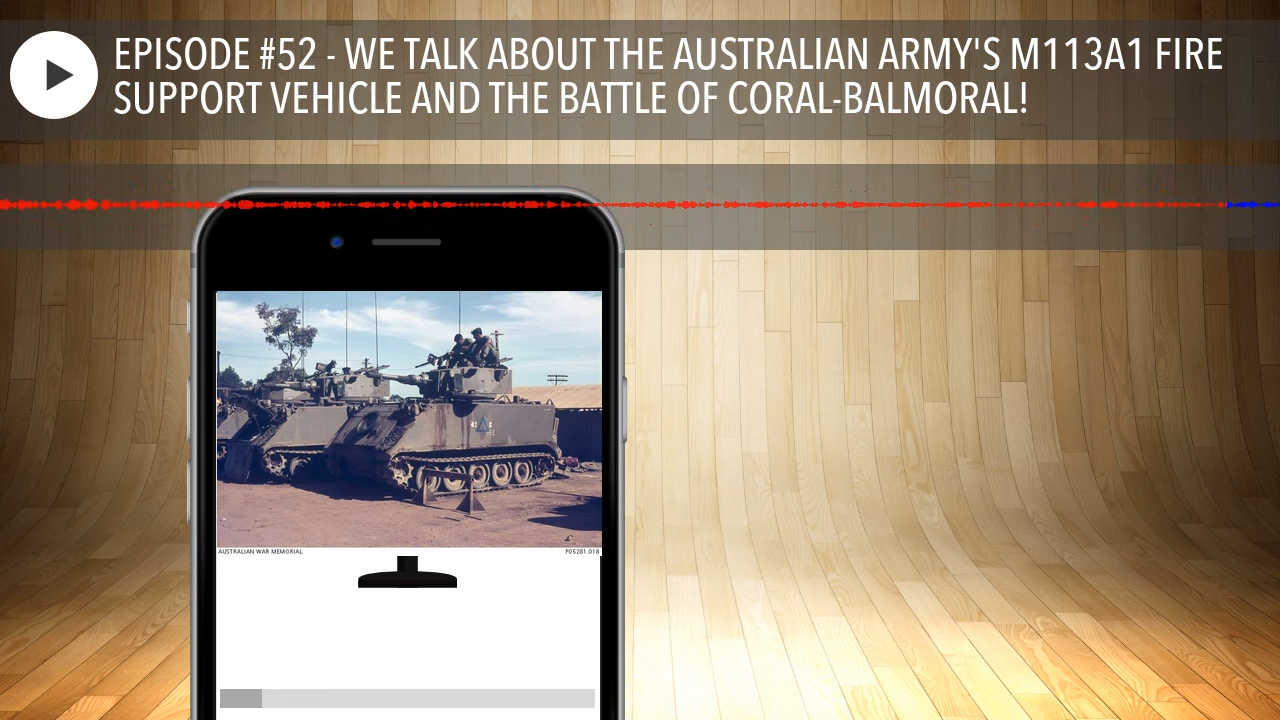 EPISODE #52 - WE TALK ABOUT THE AUSTRALIAN ARMY'S M113A1 FIRE
SUPPORT VEHICLE AND THE BATTLE OF CORAL-BALMORAL!
AUSTRALIAN WAR MEMORIAL
P05281.018